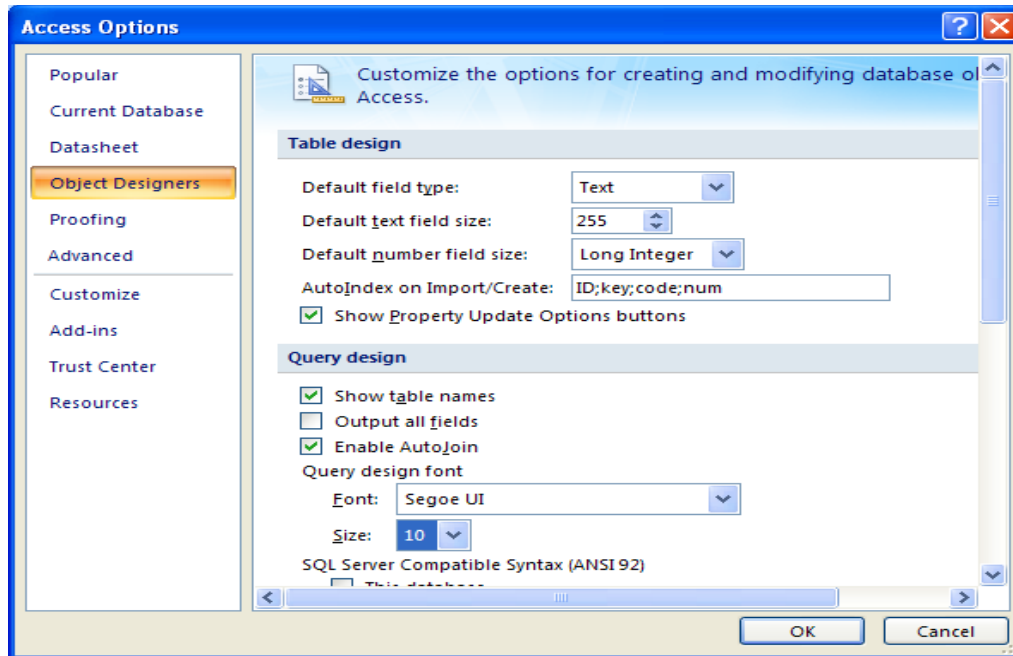 Access Options
Popular
Current Database
Datasheet
Object Designers
Proofing
Advanced
Customize
Add-ins
Trust Center
Resources
Customize the options for creating and modifying database
Access.
Table design
Default field type: Text
Default text field size: 255
Default number field size: Long Integer
AutoIndex on Import/Create: ID;key;code;num
Show Property Update Options buttons
Query design
Show table names
Output all fields
Enable AutoJoin
Query design font
Font: Segoe UI
Size: 10
SQL Server Compatible Syntax (ANSI 92)
This database
OK Cancel